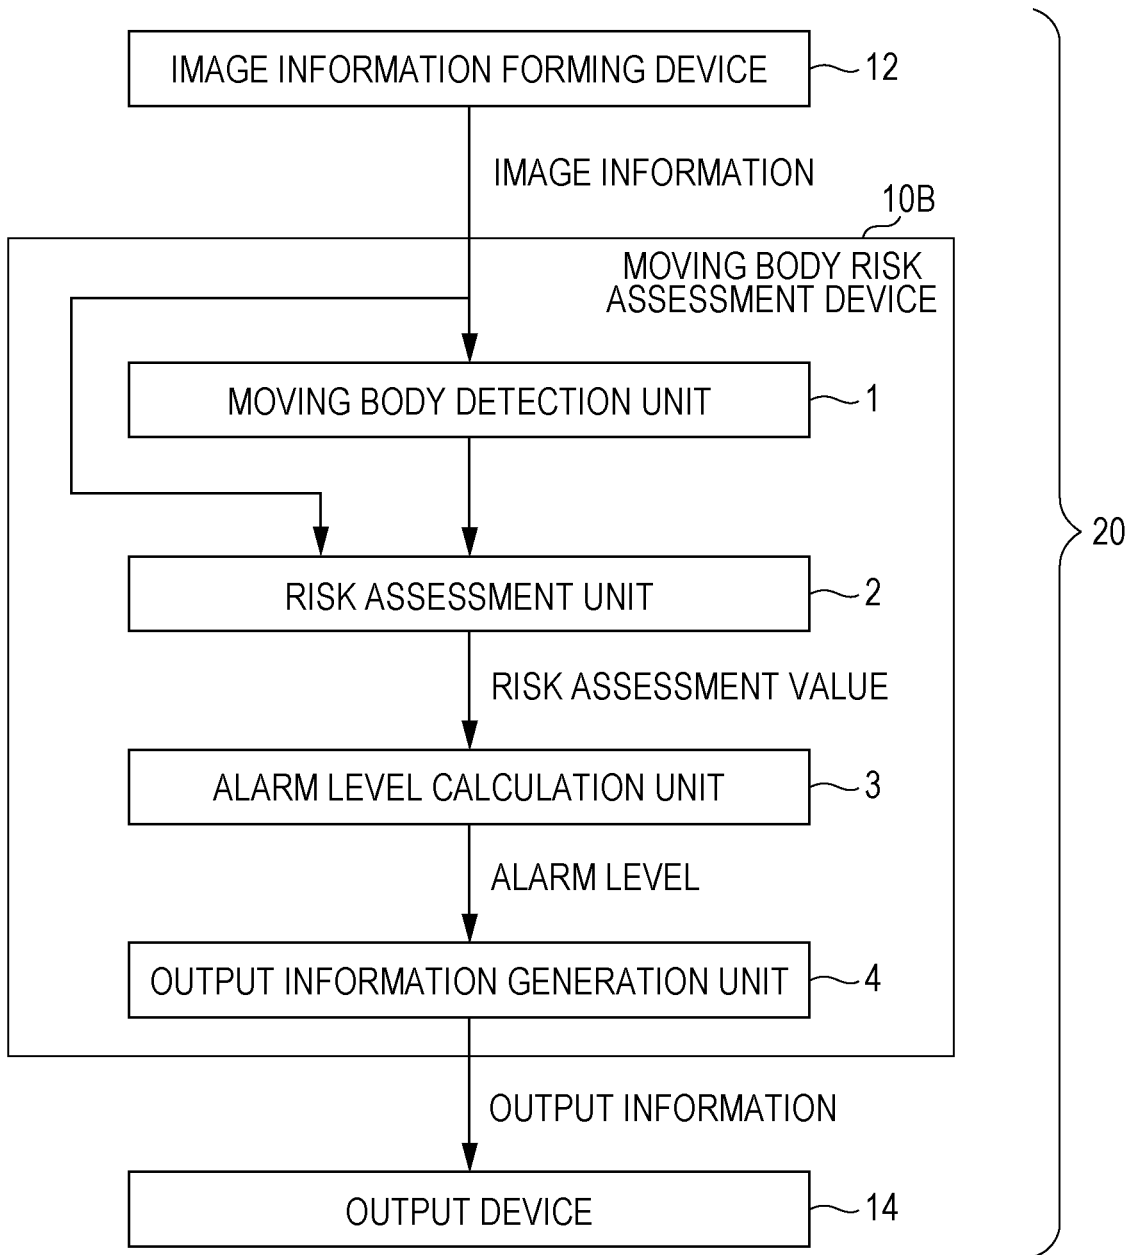 IMAGE INFORMATION FORMING DEVICE
12
IMAGE INFORMATION
10B
MOVING BODY RISK
ASSESSMENT DEVICE
MOVING BODY DETECTION UNIT
1
20
RISK ASSESSMENT UNIT
2
RISK ASSESSMENT VALUE
ALARM LEVEL CALCULATION UNIT
3
ALARM LEVEL
OUTPUT INFORMATION GENERATION UNIT
4
OUTPUT INFORMATION
OUTPUT DEVICE
14